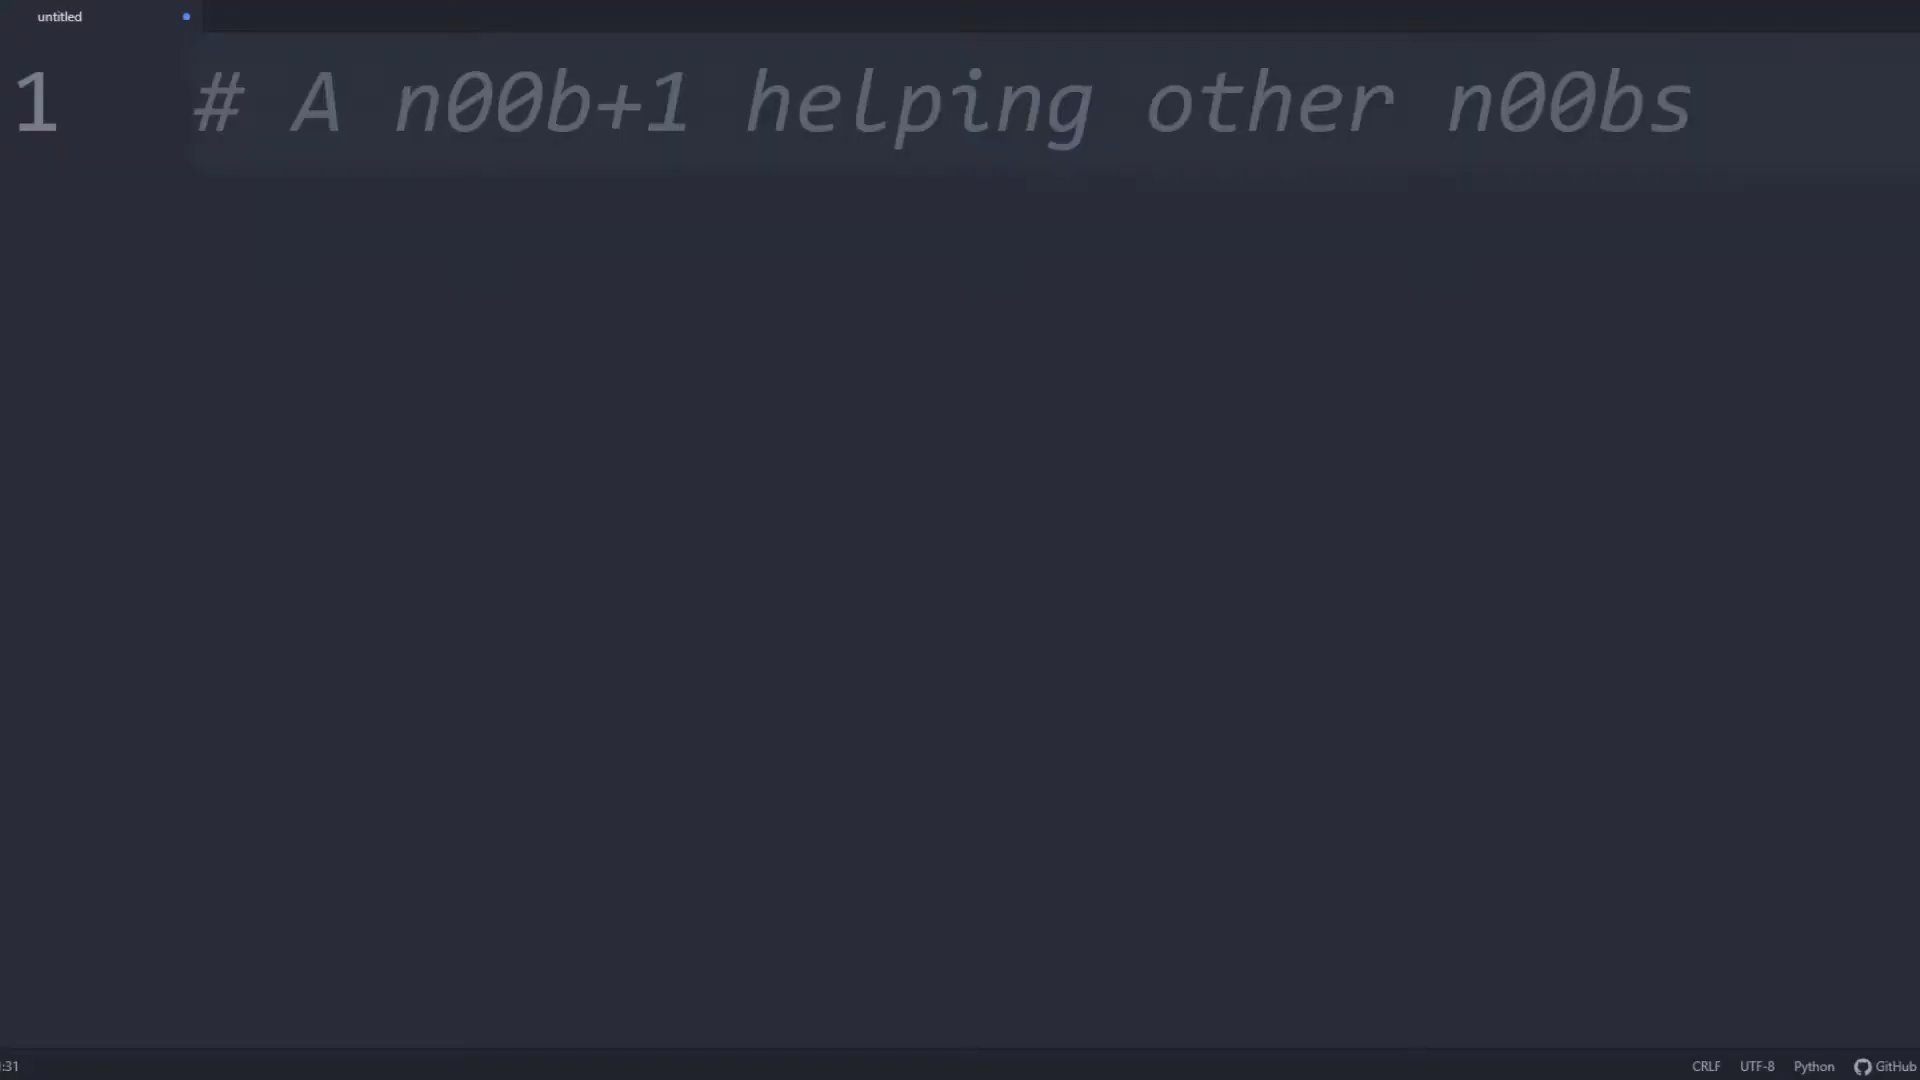 untitled
1 # A n00b+1 helping other n00bs
:31 CRLF UTF-8 Python GitHub